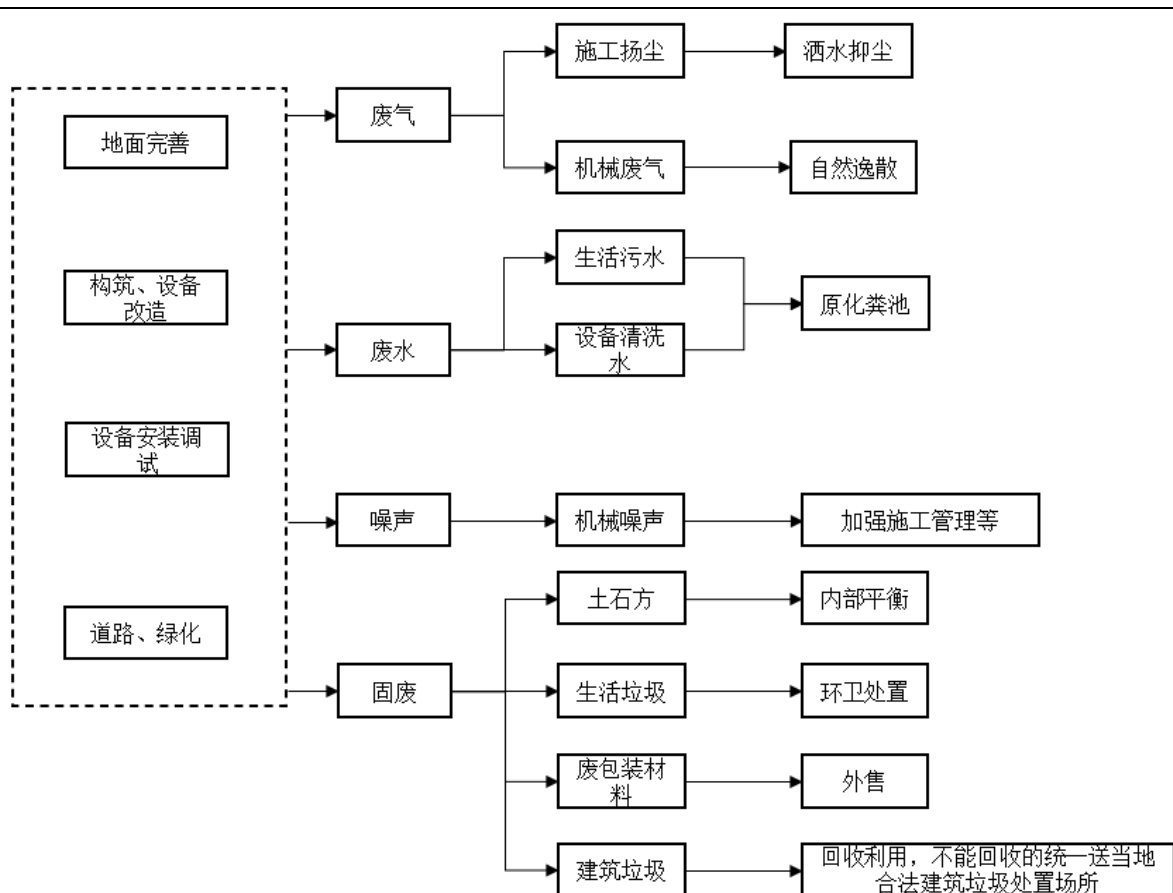 地面完善
构筑、设备
改造
设备安装调
试
道路、绿化
废气
施工扬尘
洒水抑尘
机械废气
自然逸散
废水
生活污水
设备清洗
水
原化粪池
噪声
机械噪声
加强施工管理等
固废
土石方
内部平衡
生活垃圾
环卫处置
废包装材
料
外售
建筑垃圾
回收利用，不能回收的统一送当地
合法建筑垃圾处置场所